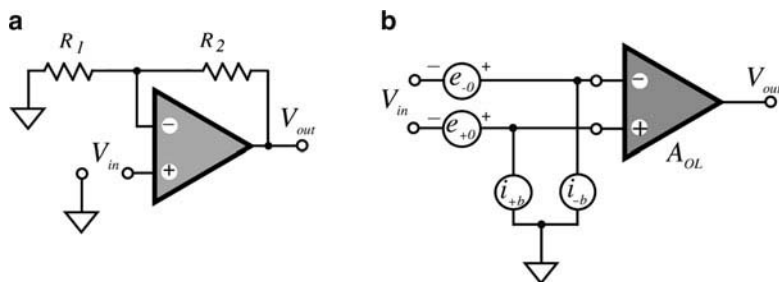 a
R1
R2
Vout
Vin
−
+
b
− e-0 +
− e+0 +
Vin
Vout
−
+
AOL
i+b
i-b